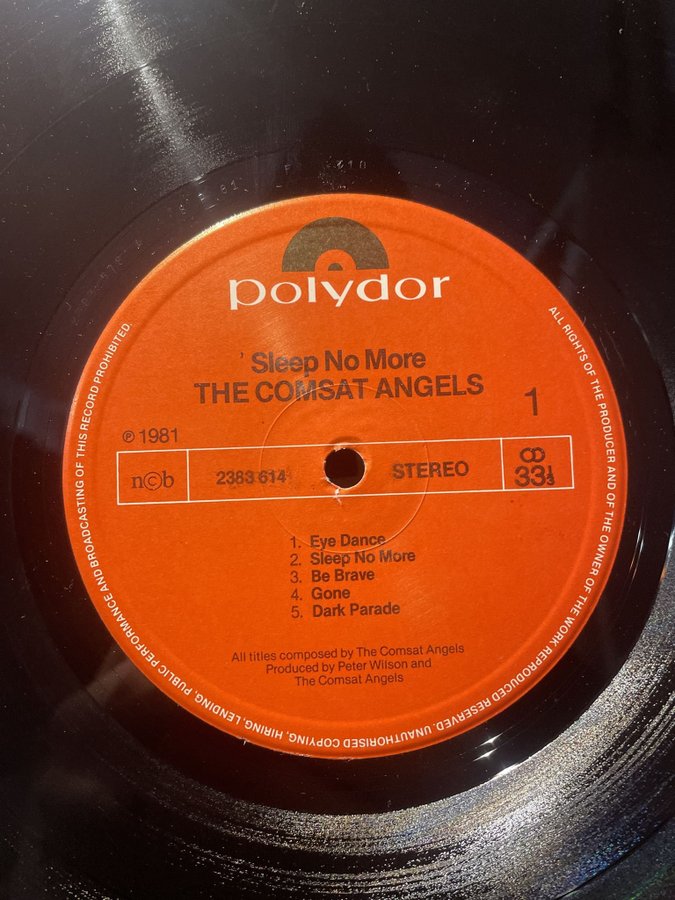 polydor
Sleep No More
THE COMSAT ANGELS
1
℗ 1981
n©b
2383 614
STEREO
33⅓
1. Eye Dance
2. Sleep No More
3. Be Brave
4. Gone
5. Dark Parade
All titles composed by The Comsat Angels
Produced by Peter Wilson and
The Comsat Angels
ALL RIGHTS OF THE PRODUCER AND OF THE OWNER OF THE WORK REPRODUCED RESERVED. UNAUTHORISED COPYING, HIRING, LENDING, PUBLIC PERFORMANCE AND BROADCASTING OF THIS RECORD PROHIBITED.